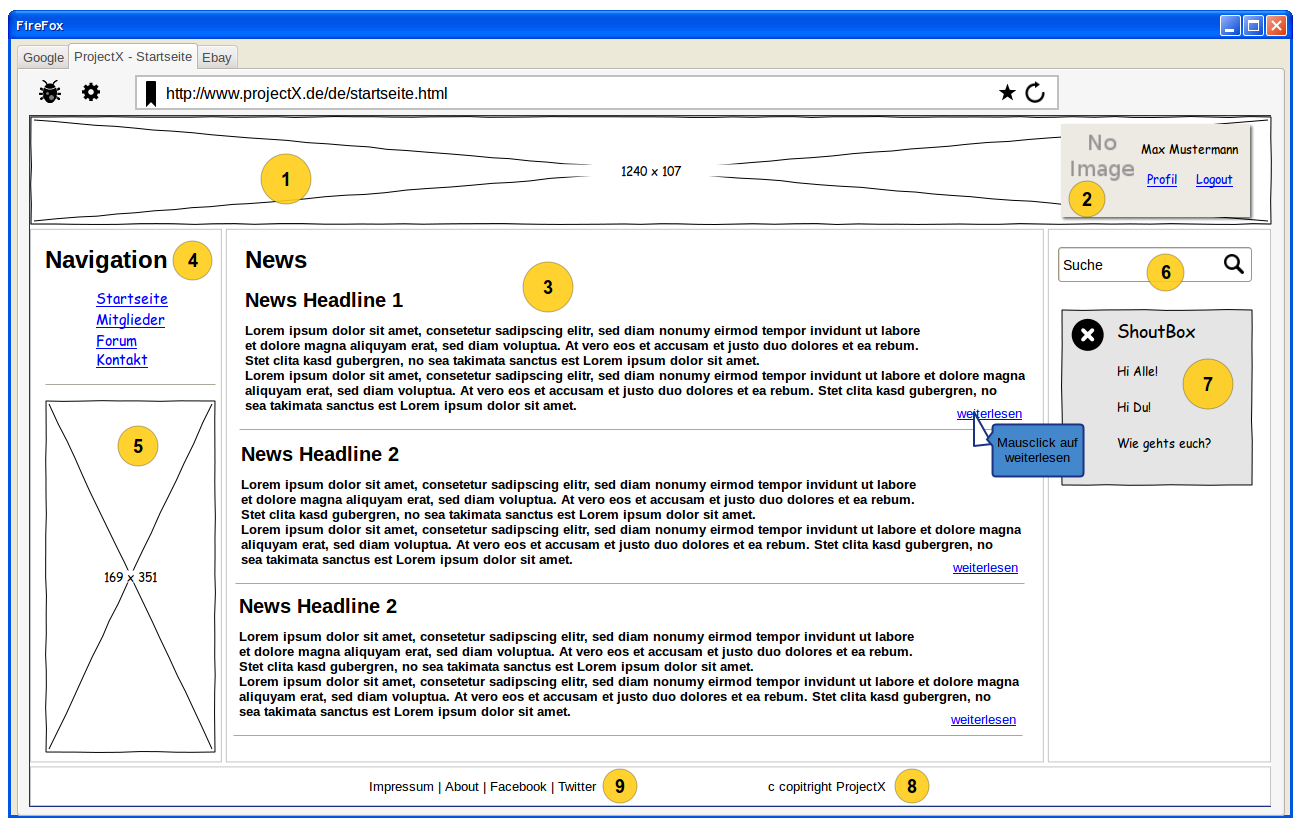 FireFox
Google
ProjectX - Startseite
Ebay
http://www.projectX.de/de/startseite.html
1
1240 x 107
No
Image
2
Max Mustermann
Profil
Logout
Navigation
4
Startseite
Mitglieder
Forum
Kontakt
5
169 x 351
News
3
News Headline 1
Lorem ipsum dolor sit amet, consetetur sadipscing elitr, sed diam nonumy eirmod tempor invidunt ut labore
et dolore magna aliquyam erat, sed diam voluptua. At vero eos et accusam et justo duo dolores et ea rebum.
Stet clita kasd gubergren, no sea takimata sanctus est Lorem ipsum dolor sit amet.
Lorem ipsum dolor sit amet, consetetur sadipscing elitr, sed diam nonumy eirmod tempor invidunt ut labore et dolore magna
aliquyam erat, sed diam voluptua. At vero eos et accusam et justo duo dolores et ea rebum. Stet clita kasd gubergren, no
sea takimata sanctus est Lorem ipsum dolor sit amet.
weiterlesen
Mausclick auf
weiterlesen
News Headline 2
Lorem ipsum dolor sit amet, consetetur sadipscing elitr, sed diam nonumy eirmod tempor invidunt ut labore
et dolore magna aliquyam erat, sed diam voluptua. At vero eos et accusam et justo duo dolores et ea rebum.
Stet clita kasd gubergren, no sea takimata sanctus est Lorem ipsum dolor sit amet.
Lorem ipsum dolor sit amet, consetetur sadipscing elitr, sed diam nonumy eirmod tempor invidunt ut labore et dolore magna
aliquyam erat, sed diam voluptua. At vero eos et accusam et justo duo dolores et ea rebum. Stet clita kasd gubergren, no
sea takimata sanctus est Lorem ipsum dolor sit amet.
weiterlesen
News Headline 2
Lorem ipsum dolor sit amet, consetetur sadipscing elitr, sed diam nonumy eirmod tempor invidunt ut labore
et dolore magna aliquyam erat, sed diam voluptua. At vero eos et accusam et justo duo dolores et ea rebum.
Stet clita kasd gubergren, no sea takimata sanctus est Lorem ipsum dolor sit amet.
Lorem ipsum dolor sit amet, consetetur sadipscing elitr, sed diam nonumy eirmod tempor invidunt ut labore et dolore magna
aliquyam erat, sed diam voluptua. At vero eos et accusam et justo duo dolores et ea rebum. Stet clita kasd gubergren, no
sea takimata sanctus est Lorem ipsum dolor sit amet.
weiterlesen
Suche
6
ShoutBox
Hi Alle!
7
Hi Du!
Wie gehts euch?
Impressum | About | Facebook | Twitter
9
c copitright ProjectX
8